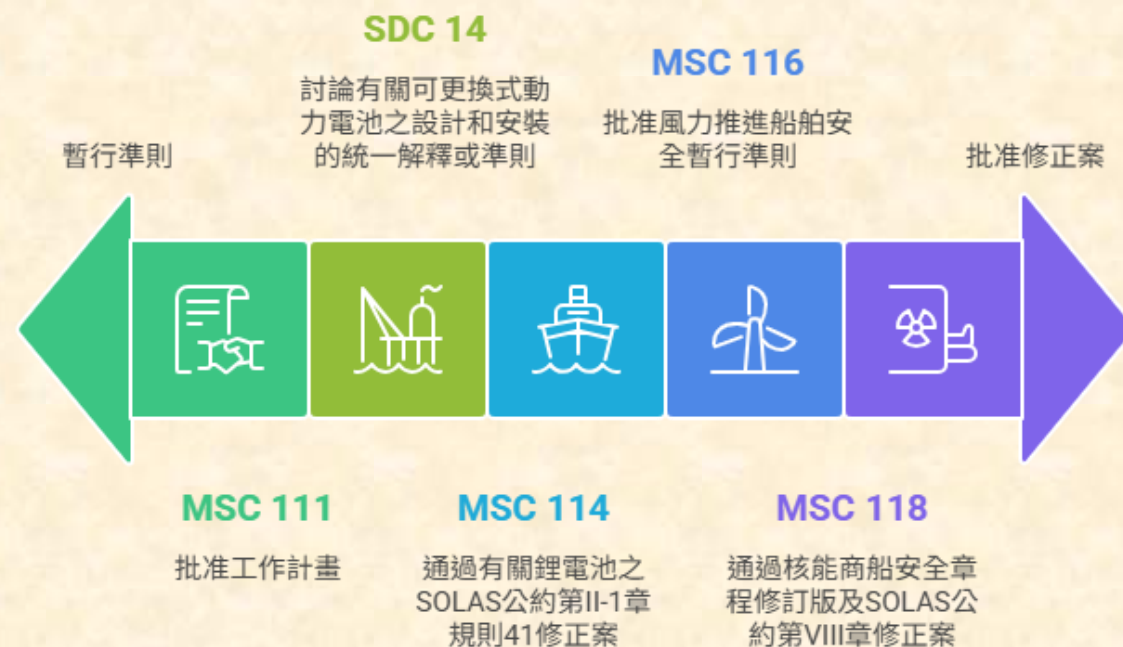 SDC 14
討論有關可更換式動
力電池之設計和安裝
的統一解釋或準則
MSC 116
批准風力推進船舶安
全暫行準則
暫行準則
批准修正案
MSC 111
批准工作計畫
MSC 114
通過有關鋰電池之
SOLAS公約第II-1章
規則41修正案
MSC 118
通過核能商船安全章
程修訂版及SOLAS公
約第VIII章修正案